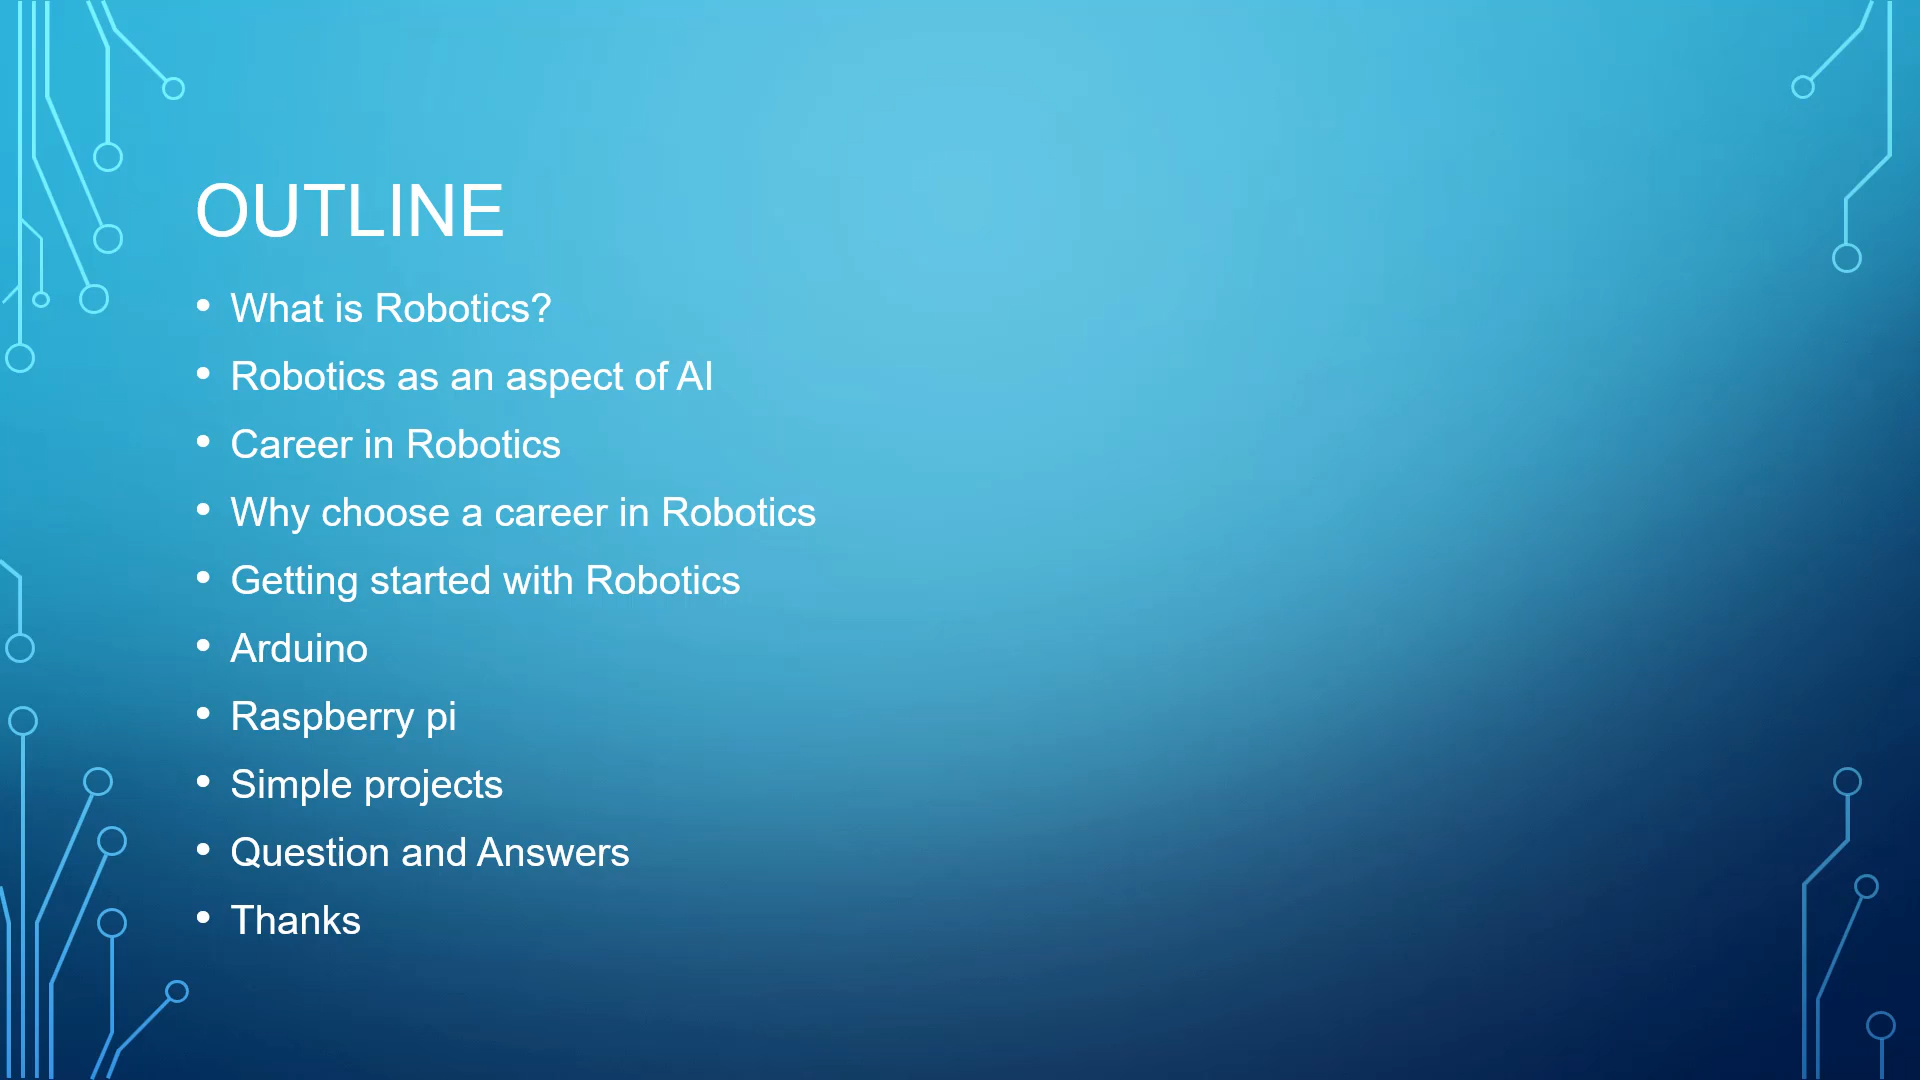 OUTLINE
• What is Robotics?
• Robotics as an aspect of AI
• Career in Robotics
• Why choose a career in Robotics
• Getting started with Robotics
• Arduino
• Raspberry pi
• Simple projects
• Question and Answers
• Thanks